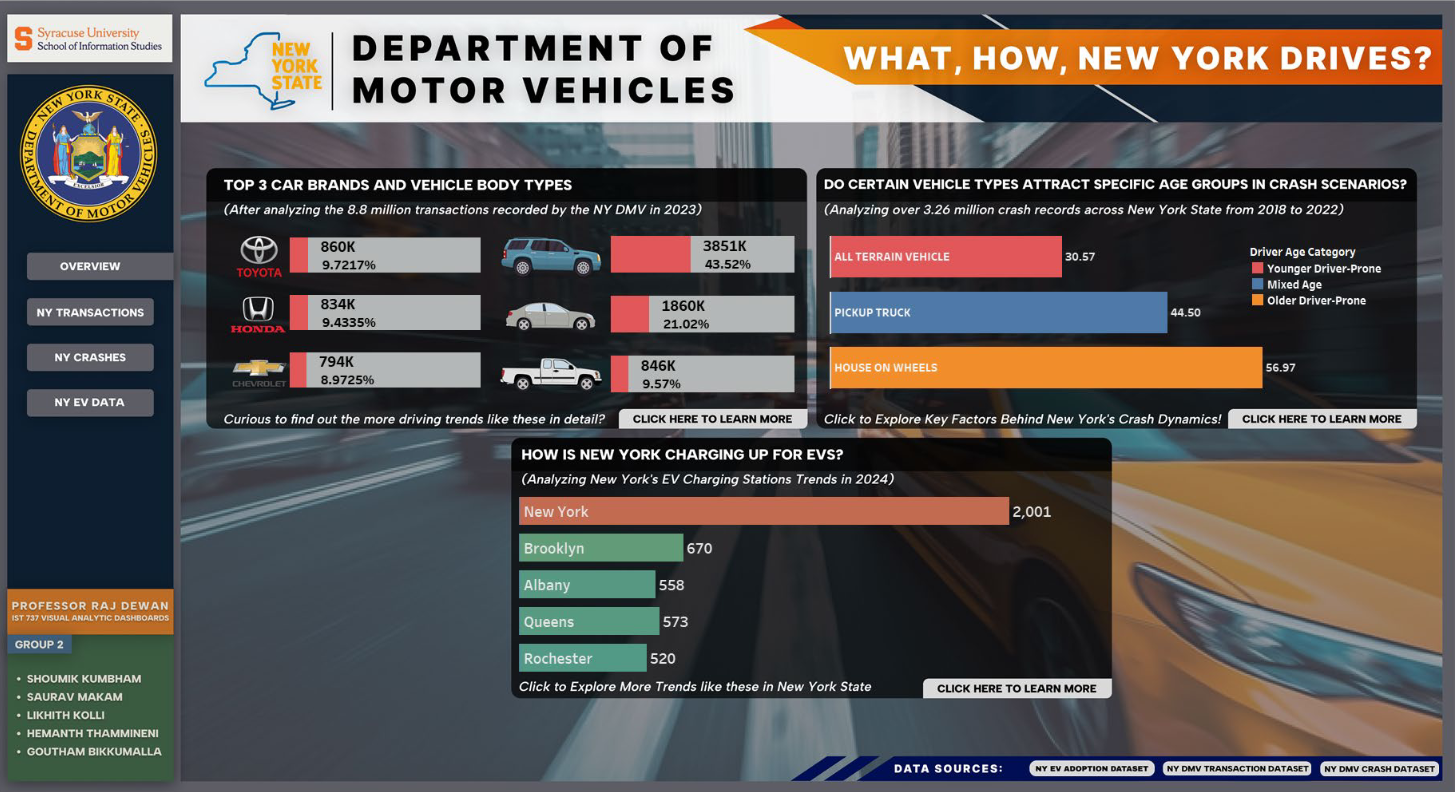 Syracuse University
School of Information Studies
NEW YORK STATE
DEPARTMENT OF MOTOR VEHICLES
EXCELSIOR
OVERVIEW
NY TRANSACTIONS
NY CRASHES
NY EV DATA
PROFESSOR RAJ DEWAN
IST 737 VISUAL ANALYTIC DASHBOARDS
GROUP 2
• SHOUMIK KUMBHAM
• SAURAV MAKAM
• LIKHITH KOLLI
• HEMANTH THAMMINENI
• GOUTHAM BIKKUMALLA
NEW
YORK
STATE
DEPARTMENT OF
MOTOR VEHICLES
WHAT, HOW, NEW YORK DRIVES?
TOP 3 CAR BRANDS AND VEHICLE BODY TYPES
(After analyzing the 8.8 million transactions recorded by the NY DMV in 2023)
TOYOTA
860K
9.7217%
3851K
43.52%
HONDA
834K
9.4335%
1860K
21.02%
CHEVROLET
794K
8.9725%
846K
9.57%
Curious to find out the more driving trends like these in detail?
CLICK HERE TO LEARN MORE
DO CERTAIN VEHICLE TYPES ATTRACT SPECIFIC AGE GROUPS IN CRASH SCENARIOS?
(Analyzing over 3.26 million crash records across New York State from 2018 to 2022)
ALL TERRAIN VEHICLE 30.57
PICKUP TRUCK 44.50
HOUSE ON WHEELS 56.97
Driver Age Category
Younger Driver-Prone
Mixed Age
Older Driver-Prone
Click to Explore Key Factors Behind New York's Crash Dynamics!
CLICK HERE TO LEARN MORE
HOW IS NEW YORK CHARGING UP FOR EVS?
(Analyzing New York's EV Charging Stations Trends in 2024)
New York 2,001
Brooklyn 670
Albany 558
Queens 573
Rochester 520
Click to Explore More Trends like these in New York State
CLICK HERE TO LEARN MORE
DATA SOURCES:
NY EV ADOPTION DATASET
NY DMV TRANSACTION DATASET
NY DMV CRASH DATASET